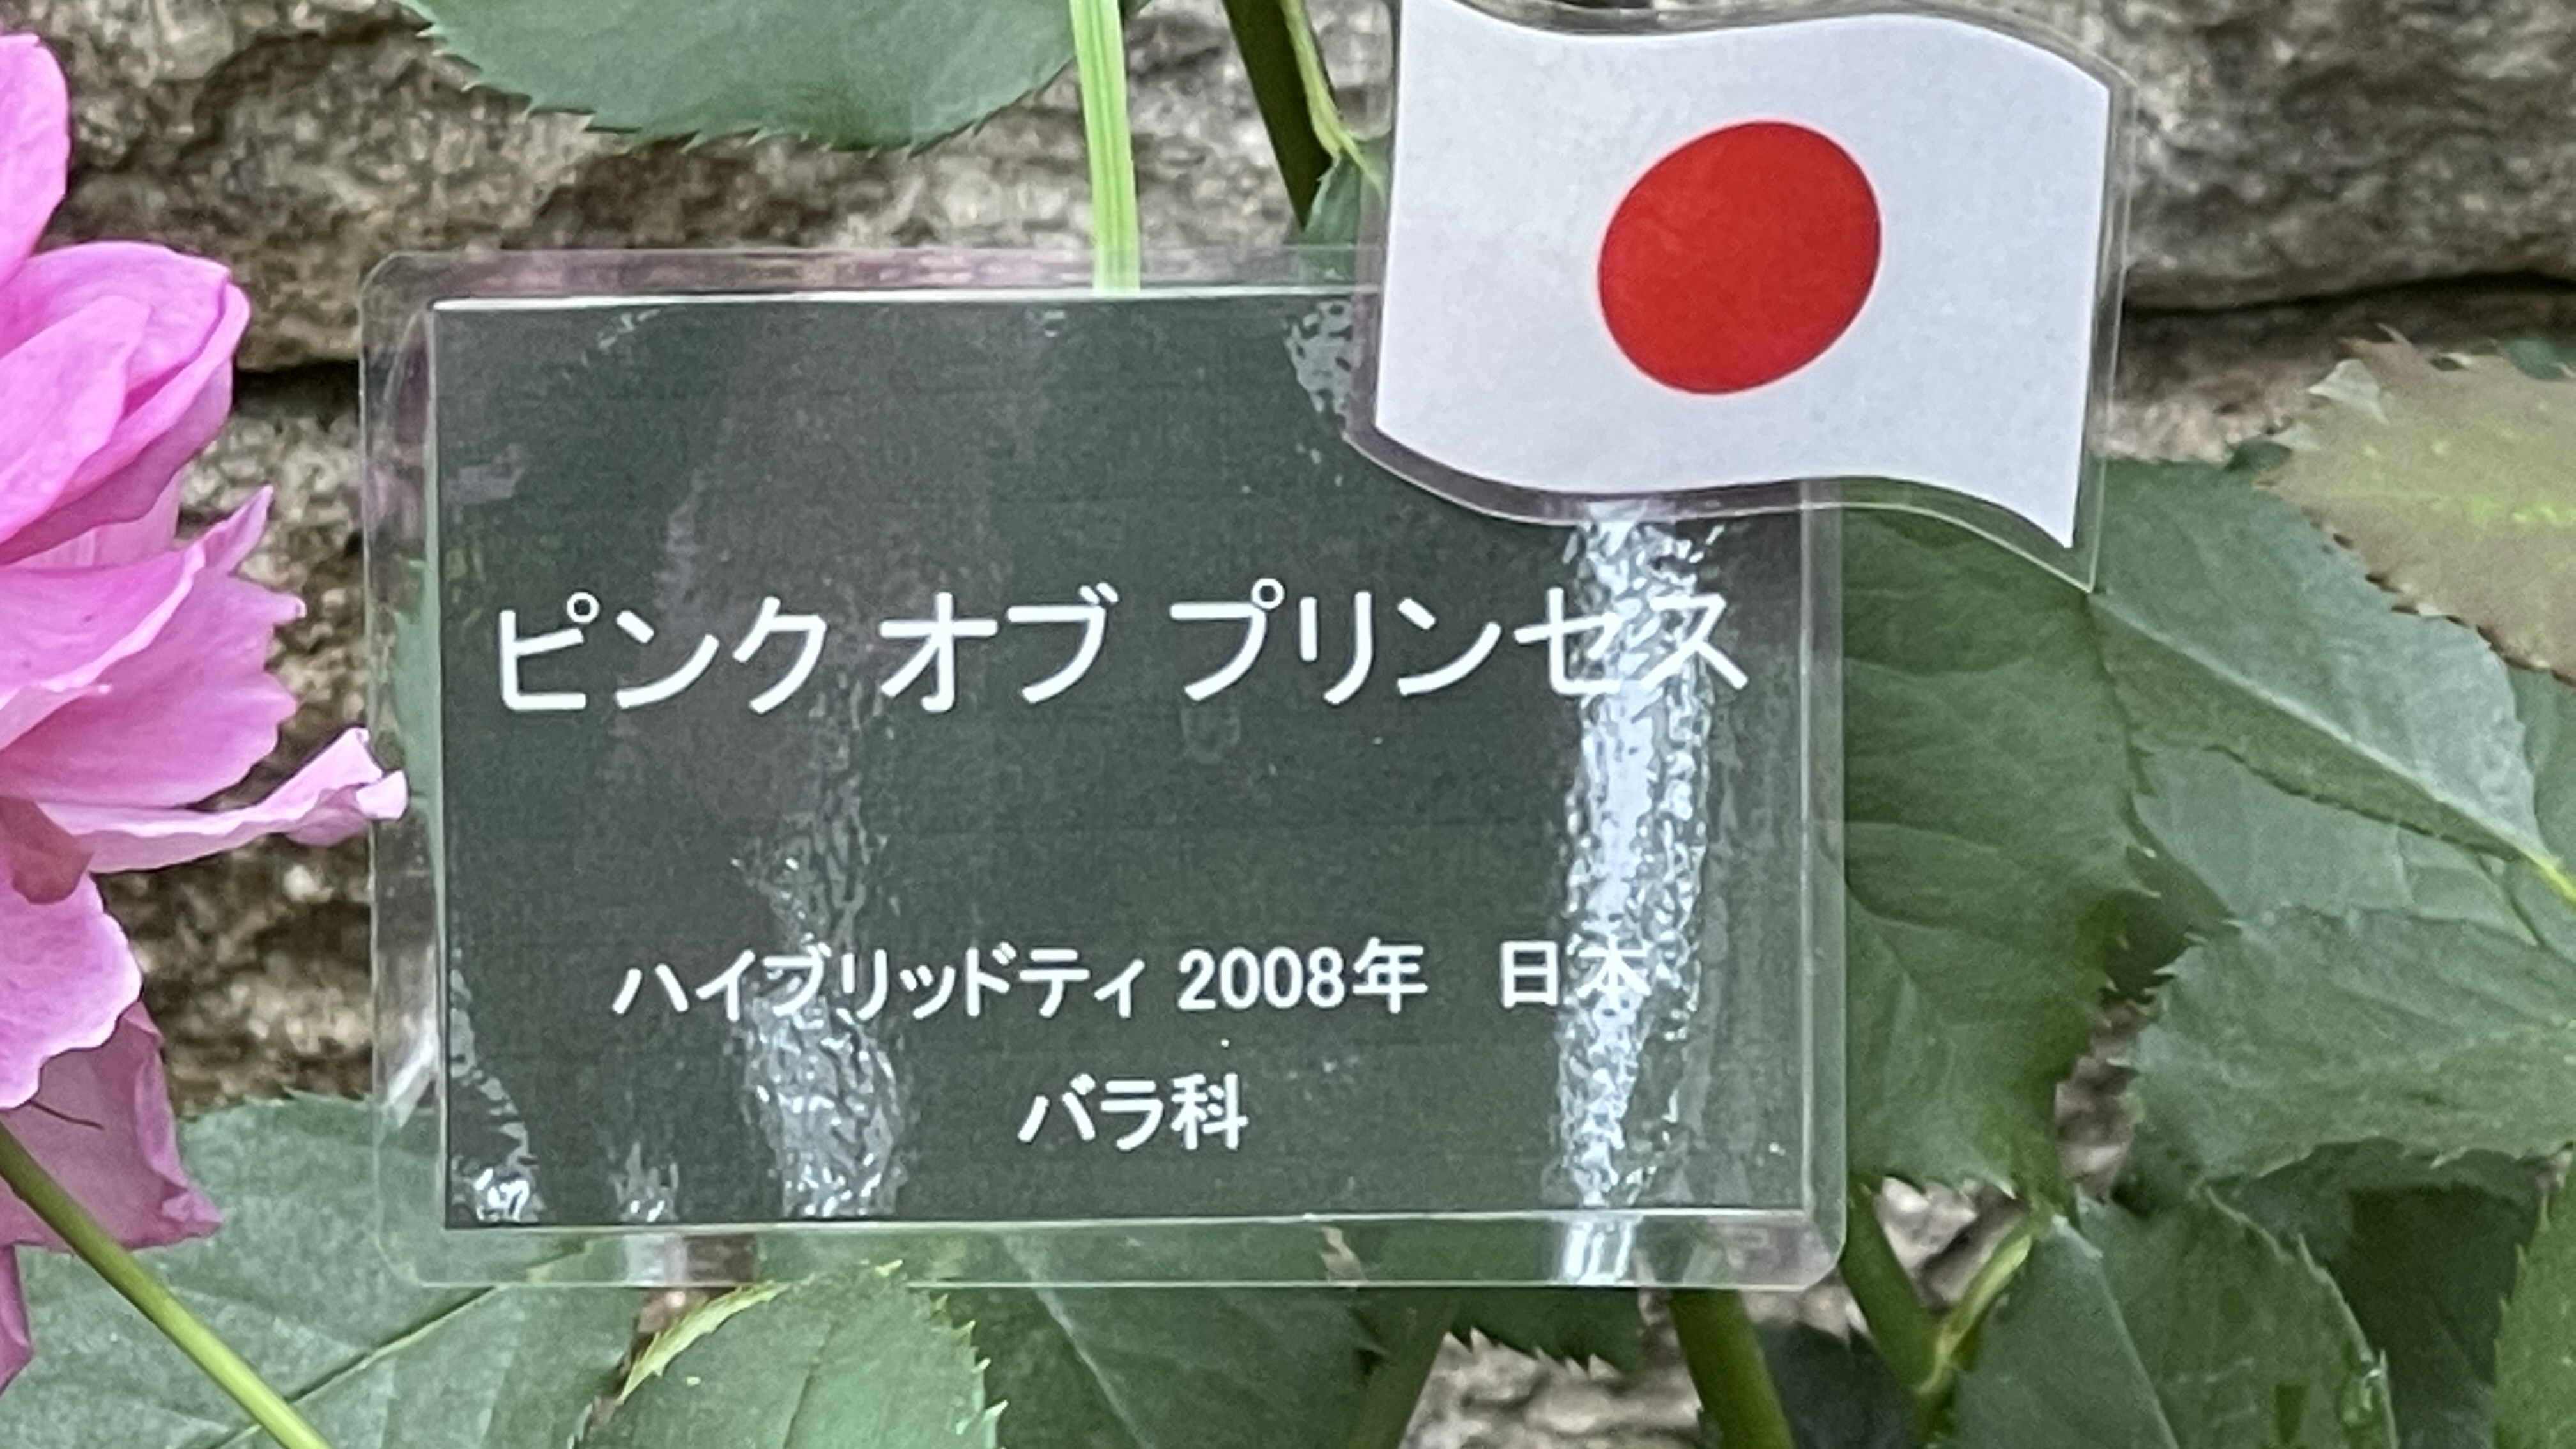 ピンク オブ プリンセス
ハイブリッドティ 2008年　日本
バラ科